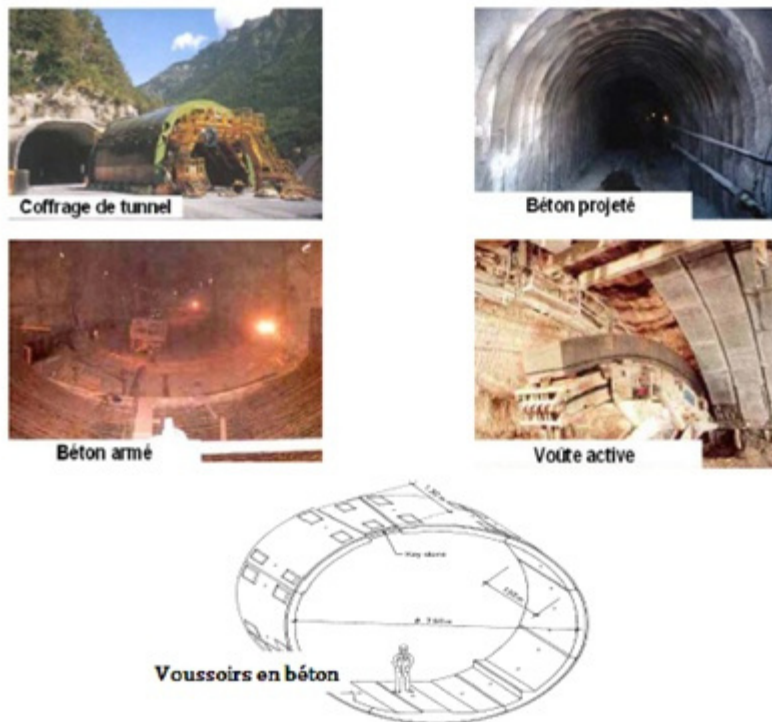 Coffrage de tunnel
Béton projeté
Béton armé
Voûte active
Key stone
Voussoirs en béton